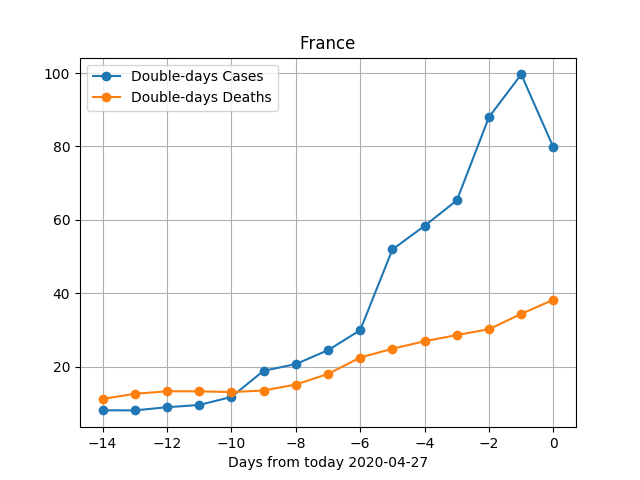 France
Double-days Cases
Double-days Deaths
100
80
60
40
20
−14 −12 −10 −8 −6 −4 −2 0
Days from today 2020-04-27